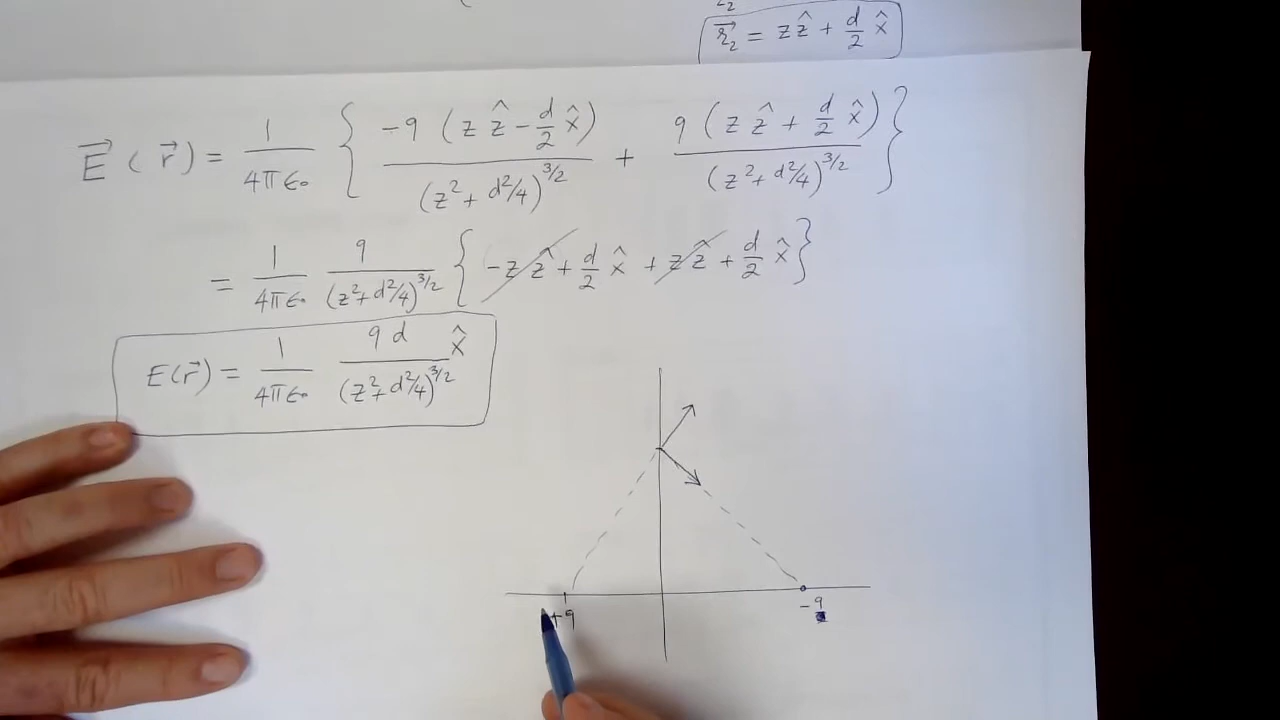 r₂⃗ = z ẑ + d/2 x̂
E⃗ ( r⃗ ) = 1/4πϵ₀ { -q ( z ẑ - d/2 x̂ ) / ( z² + d²/4 )^3/2 + q ( z ẑ + d/2 x̂ ) / ( z² + d²/4 )^3/2 }
= 1/4πϵ₀ q/( z² + d²/4 )^3/2 { - z ẑ + d/2 x̂ + z ẑ + d/2 x̂ }
E(r⃗) = 1/4πϵ₀ q d/( z² + d²/4 )^3/2 x̂
+q -q